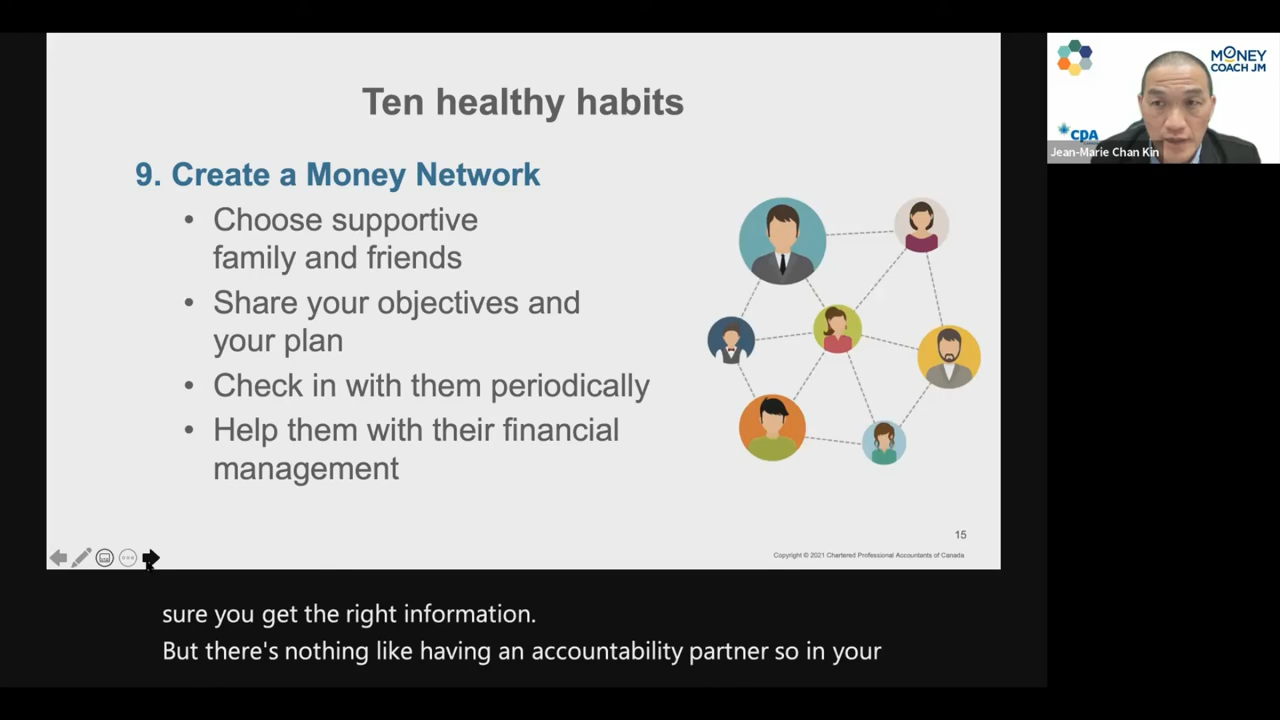 Ten healthy habits
9. Create a Money Network
• Choose supportive
family and friends
• Share your objectives and
your plan
• Check in with them periodically
• Help them with their financial
management
15
Copyright © 2021 Chartered Professional Accountants of Canada
MONEY
COACH JM
CPA
Jean-Marie Chan Kin
sure you get the right information.
But there's nothing like having an accountability partner so in your